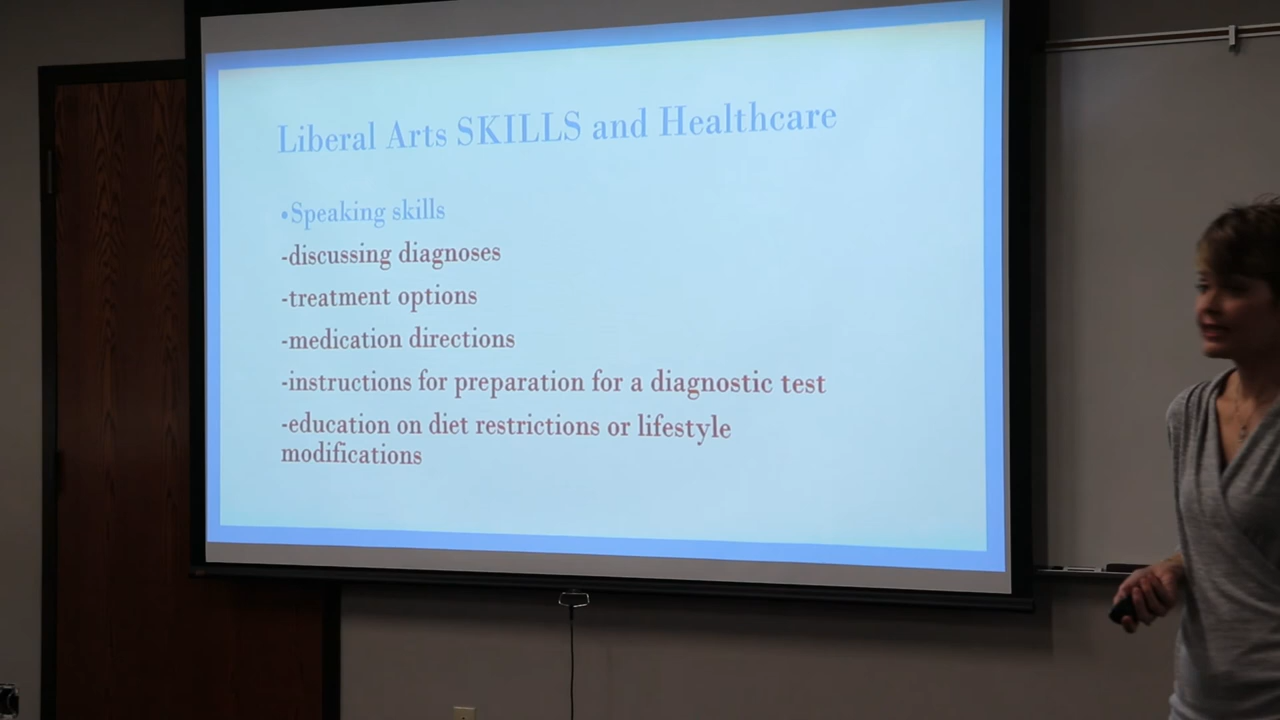 Liberal Arts SKILLS and Healthcare
•Speaking skills
-discussing diagnoses
-treatment options
-medication directions
-instructions for preparation for a diagnostic test
-education on diet restrictions or lifestyle
modifications